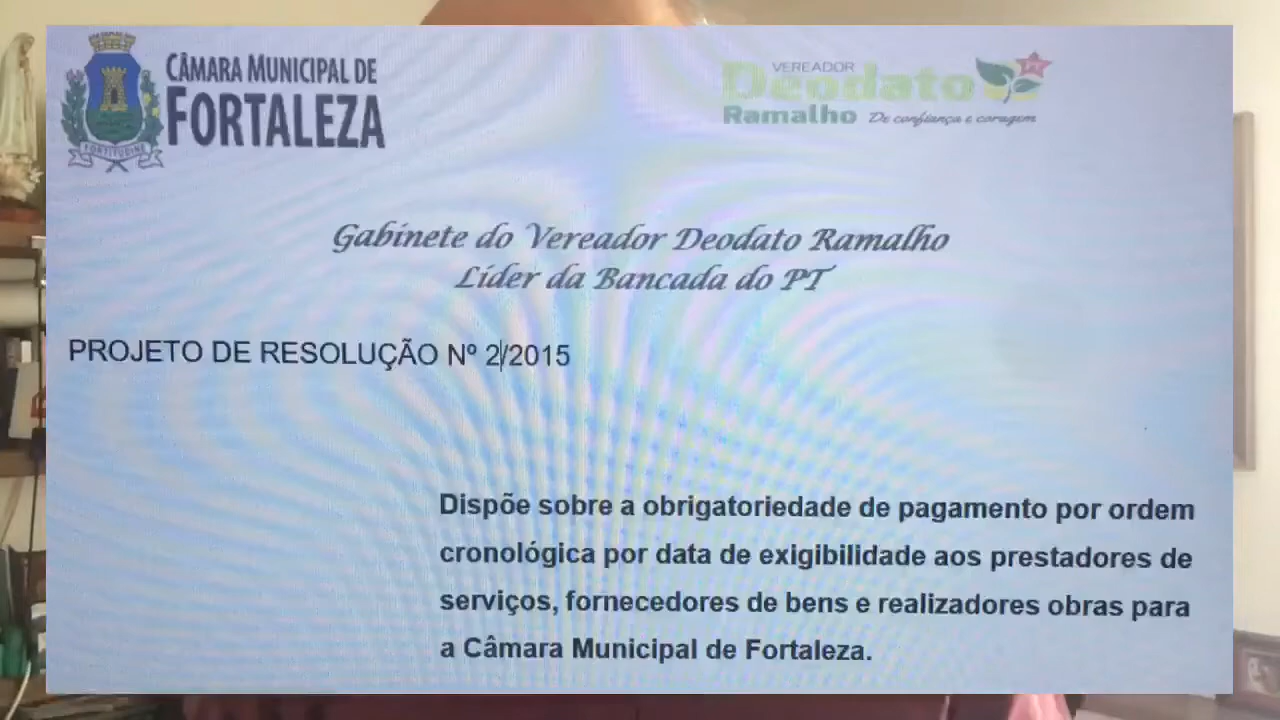 CÂMARA MUNICIPAL DE
FORTALEZA
FORTITUDINE
VEREADOR
Deodato
PT
Ramalho De confiança e coragem
Gabinete do Vereador Deodato Ramalho
Líder da Bancada do PT
PROJETO DE RESOLUÇÃO Nº 2/2015
Dispõe sobre a obrigatoriedade de pagamento por ordem
cronológica por data de exigibilidade aos prestadores de
serviços, fornecedores de bens e realizadores obras para
a Câmara Municipal de Fortaleza.